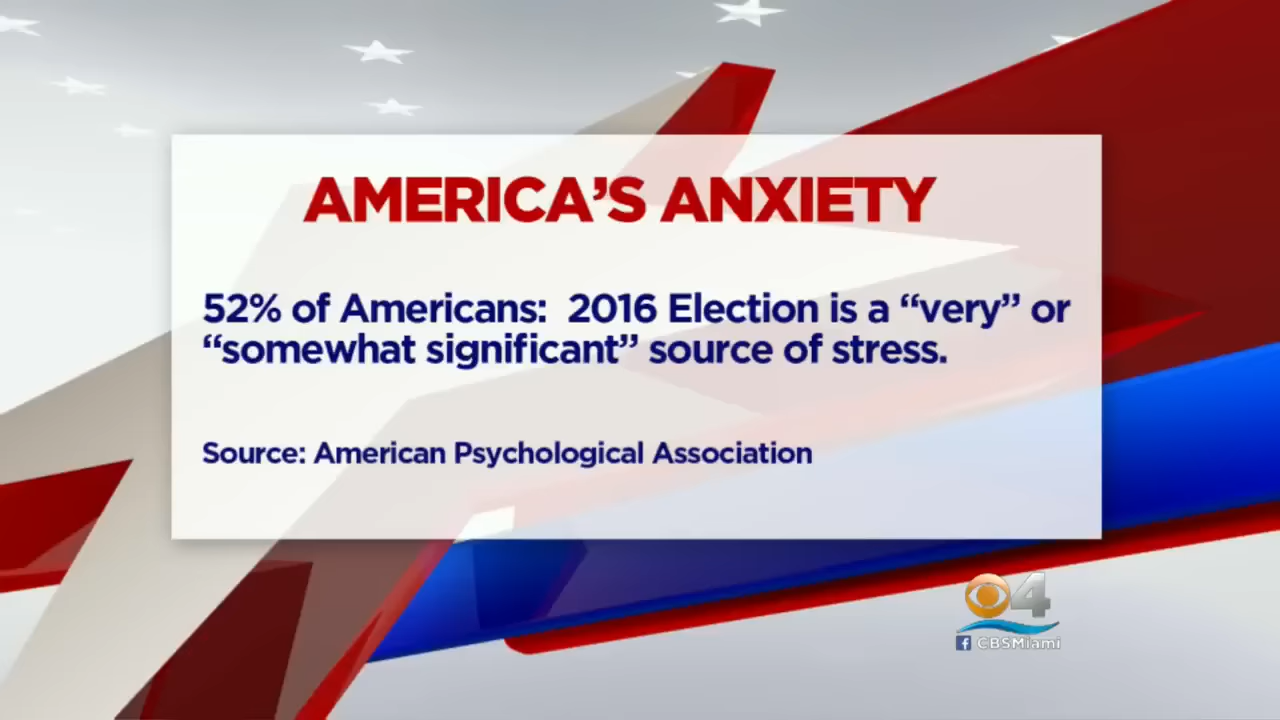 AMERICA’S ANXIETY
52% of Americans:  2016 Election is a “very” or
“somewhat significant” source of stress.
Source: American Psychological Association
4
f CBSMiami